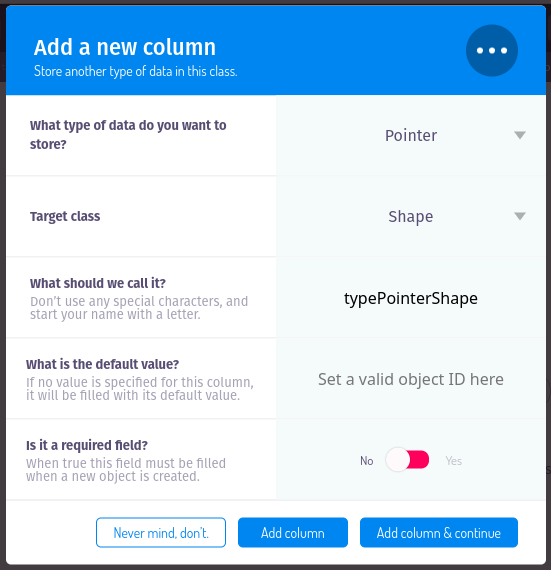 Add a new column
Store another type of data in this class.
What type of data do you want to
store?
Pointer
Target class
Shape
What should we call it?
Don't use any special characters, and
start your name with a letter.
typePointerShape
What is the default value?
If no value is specified for this column,
it will be filled with its default value.
Set a valid object ID here
Is it a required field?
When true this field must be filled
when a new object is created.
No
Yes
Never mind, don't.
Add column
Add column & continue